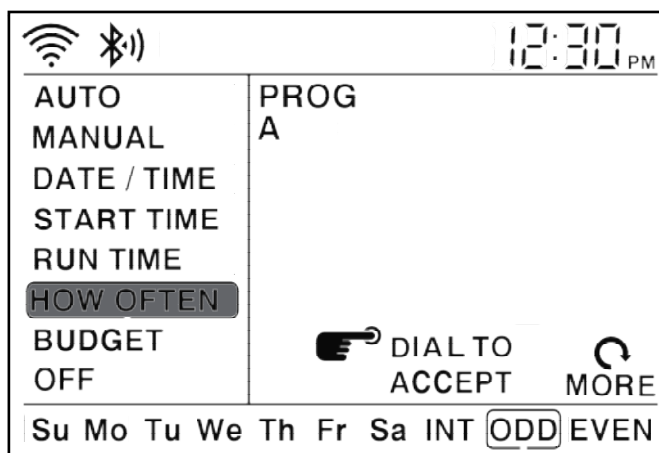 12:30 PM
AUTO
MANUAL
DATE / TIME
START TIME
RUN TIME
HOW OFTEN
BUDGET
OFF
PROG
A
DIAL TO
ACCEPT
MORE
Su Mo Tu We Th Fr Sa INT ODD EVEN